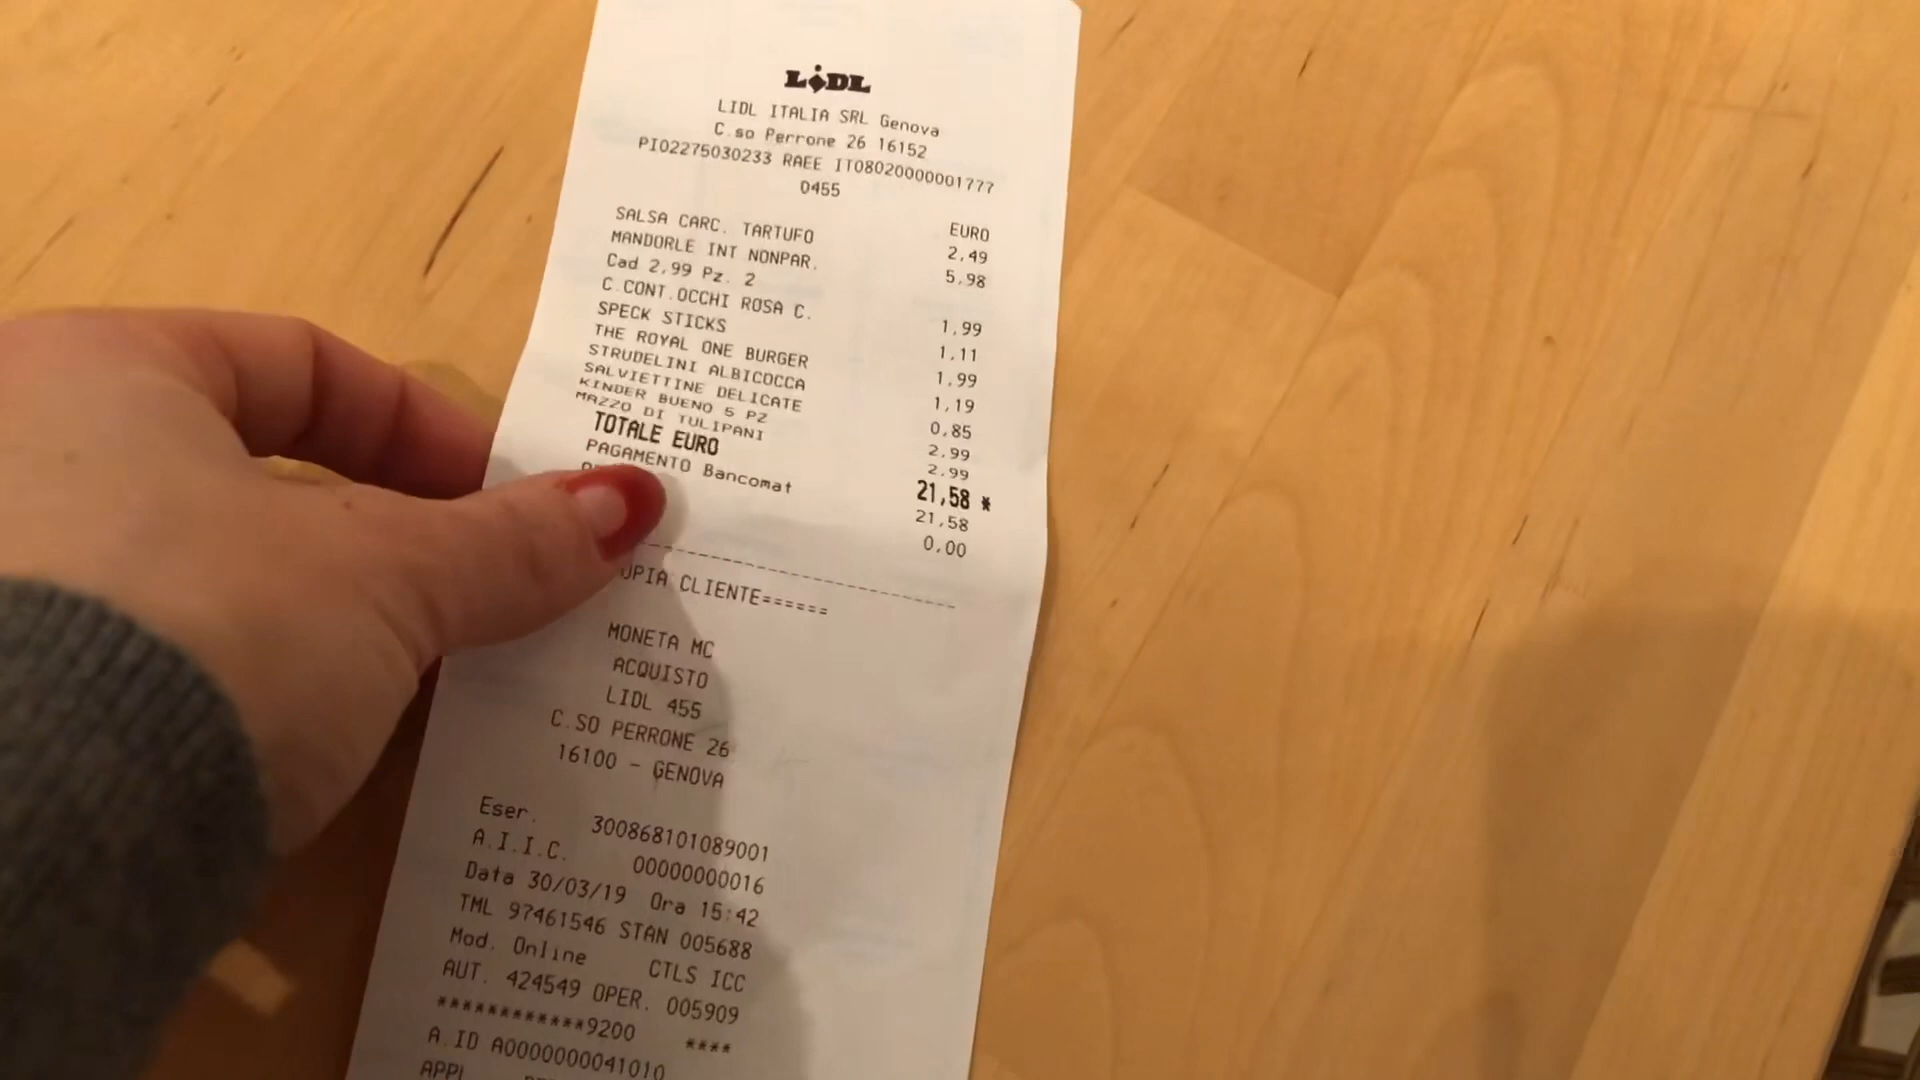 LIDL
LIDL ITALIA SRL Genova
C.so Perrone 26 16152
PI02275030233 RAEE IT08020000001777
0455
EURO
SALSA CARC. TARTUFO 2,49
MANDORLE INT NONPAR. 5,98
Cad 2,99 Pz. 2
C.CONT.OCCHI ROSA C. 1,99
SPECK STICKS 1,11
THE ROYAL ONE BURGER 1,99
STRUDELINI ALBICOCCA 1,19
SALVIETTINE DELICATE 0,85
KINDER BUENO 5 PZ 2,99
MAZZO DI TULIPANI 2,99
TOTALE EURO 21,58 *
PAGAMENTO Bancomat 21,58
0,00
CLIENTE======
MONETA MC
ACQUISTO
LIDL 455
C.SO PERRONE 26
16100 - GENOVA
Eser. 300868101089001
A.I.I.C. 00000000016
Data 30/03/19 Ora 15:42
TML 97461546 STAN 005688
Mod. Online CTLS ICC
AUT. 424549 OPER. 005909
************9200 ****
A.ID A0000000041010
APPL